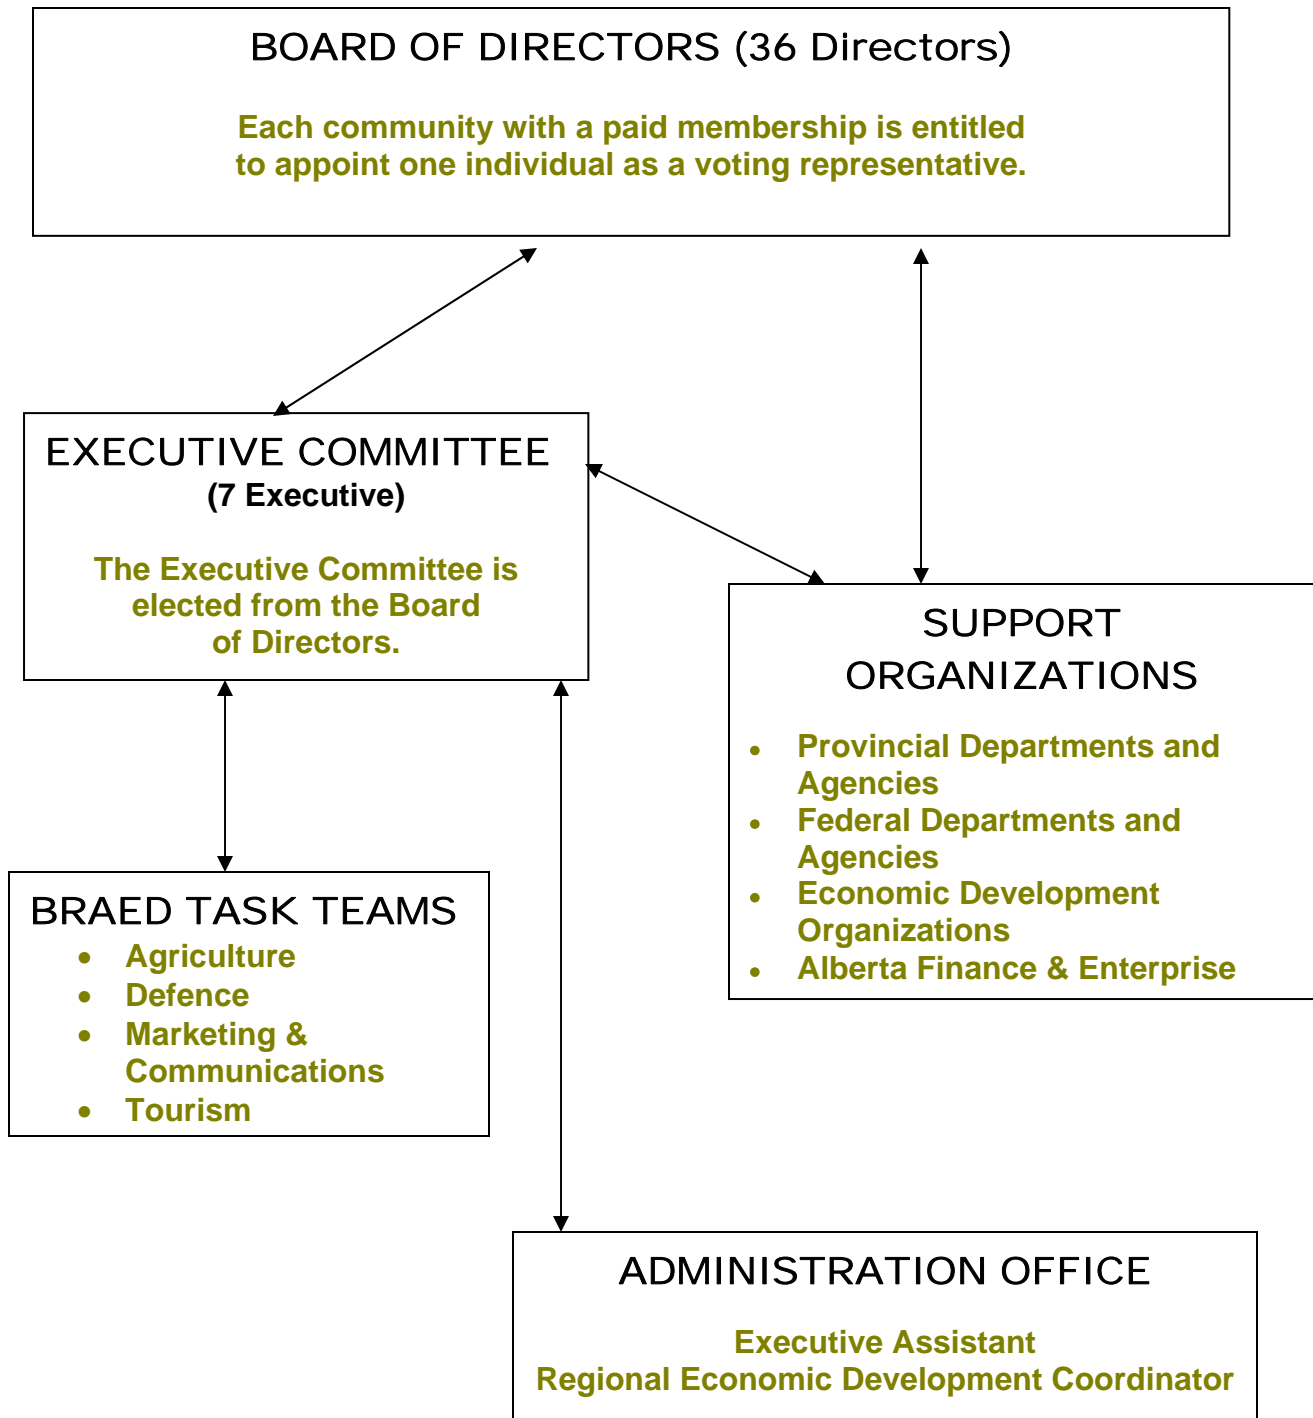 BOARD OF DIRECTORS (36 Directors)
Each community with a paid membership is entitled
to appoint one individual as a voting representative.
EXECUTIVE COMMITTEE
(7 Executive)
The Executive Committee is
elected from the Board
of Directors.
SUPPORT
ORGANIZATIONS
• Provincial Departments and
Agencies
• Federal Departments and
Agencies
• Economic Development
Organizations
• Alberta Finance & Enterprise
BRAED TASK TEAMS
• Agriculture
• Defence
• Marketing &
Communications
• Tourism
ADMINISTRATION OFFICE
Executive Assistant
Regional Economic Development Coordinator